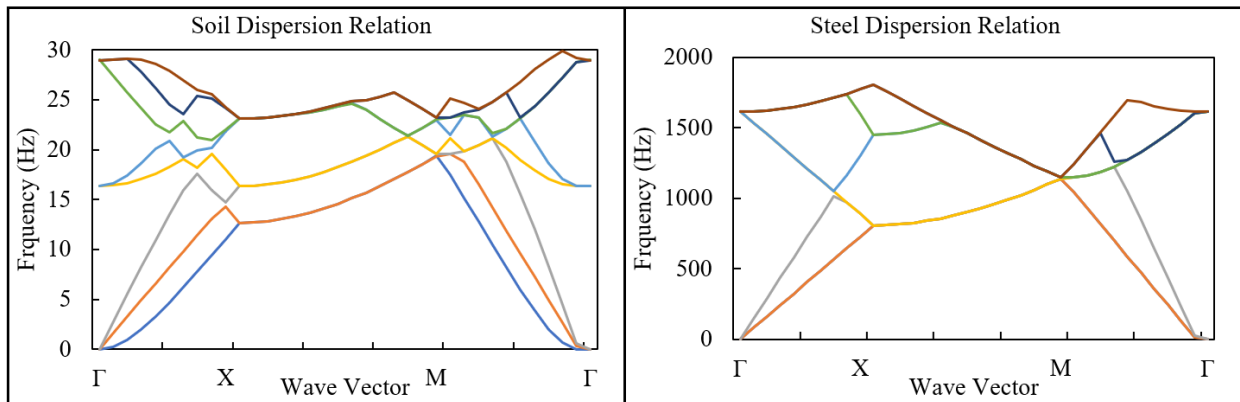 Soil Dispersion Relation
30
25
20
15
10
5
0
Frquency (Hz)
Γ X M Γ
Wave Vector
Steel Dispersion Relation
2000
1500
1000
500
0
Frquency (Hz)
Γ X M Γ
Wave Vector